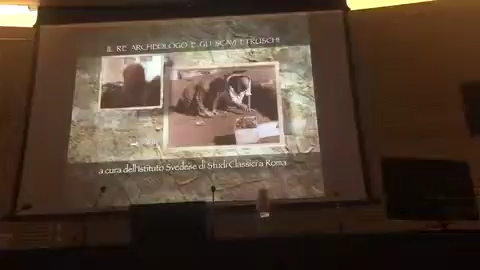 IL RE ARCHEOLOGO E GLI SCAVI ETRUSCHI
a cura dell'Istituto Svedese di Studi Classici a Roma